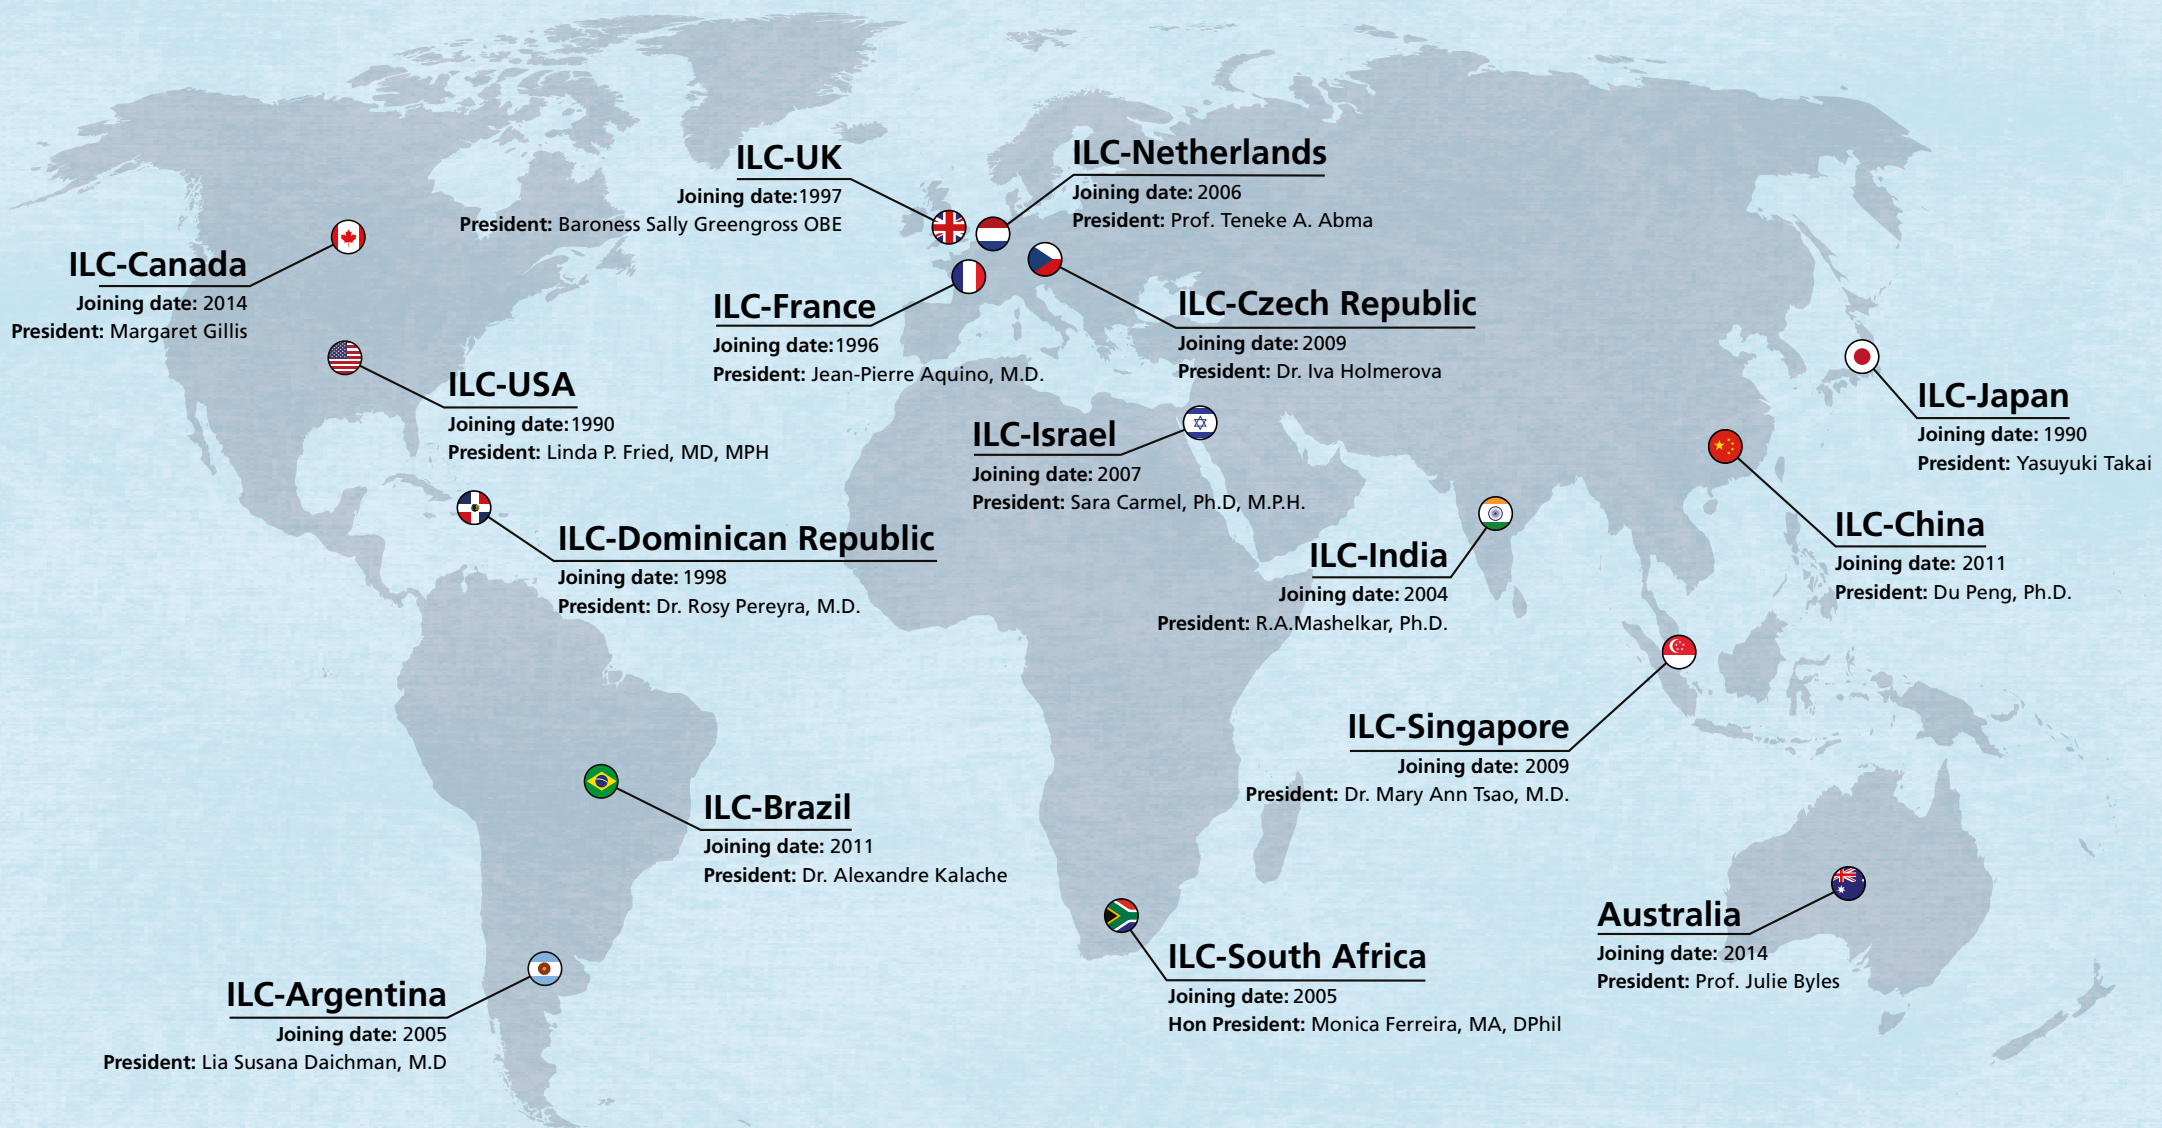 ILC-UK
Joining date:1997
President: Baroness Sally Greengross OBE
ILC-Netherlands
Joining date: 2006
President: Prof. Teneke A. Abma
ILC-Canada
Joining date: 2014
President: Margaret Gillis
ILC-France
Joining date:1996
President: Jean-Pierre Aquino, M.D.
ILC-Czech Republic
Joining date: 2009
President: Dr. Iva Holmerova
ILC-USA
Joining date:1990
President: Linda P. Fried, MD, MPH
ILC-Israel
Joining date: 2007
President: Sara Carmel, Ph.D, M.P.H.
ILC-Japan
Joining date: 1990
President: Yasuyuki Takai
ILC-Dominican Republic
Joining date: 1998
President: Dr. Rosy Pereyra, M.D.
ILC-India
Joining date: 2004
President: R.A.Mashelkar, Ph.D.
ILC-China
Joining date: 2011
President: Du Peng, Ph.D.
ILC-Singapore
Joining date: 2009
President: Dr. Mary Ann Tsao, M.D.
ILC-Brazil
Joining date: 2011
President: Dr. Alexandre Kalache
Australia
Joining date: 2014
President: Prof. Julie Byles
ILC-South Africa
Joining date: 2005
Hon President: Monica Ferreira, MA, DPhil
ILC-Argentina
Joining date: 2005
President: Lia Susana Daichman, M.D